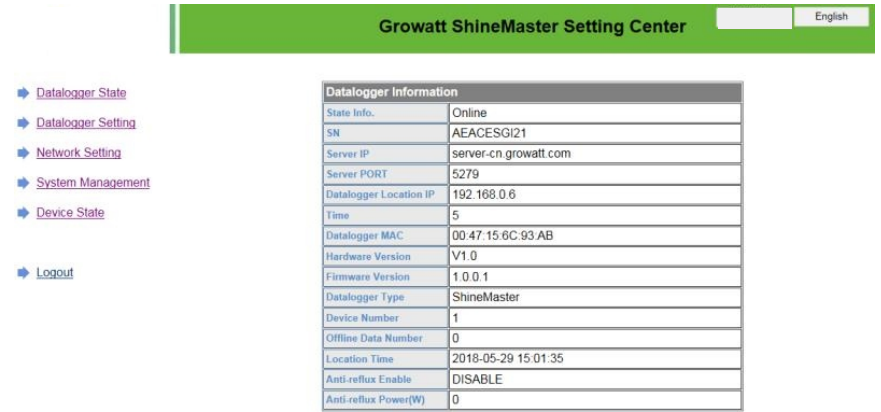 Growatt ShineMaster Setting Center
English
Datalogger State
Datalogger Setting
Network Setting
System Management
Device State
Logout
Datalogger Information
State Info. Online
SN AEACESGI21
Server IP server-cn.growatt.com
Server PORT 5279
Datalogger Location IP 192.168.0.6
Time 5
Datalogger MAC 00:47:15:6C:93:AB
Hardware Version V1.0
Firmware Version 1.0.0.1
Datalogger Type ShineMaster
Device Number 1
Offline Data Number 0
Location Time 2018-05-29 15:01:35
Anti-reflux Enable DISABLE
Anti-reflux Power(W) 0